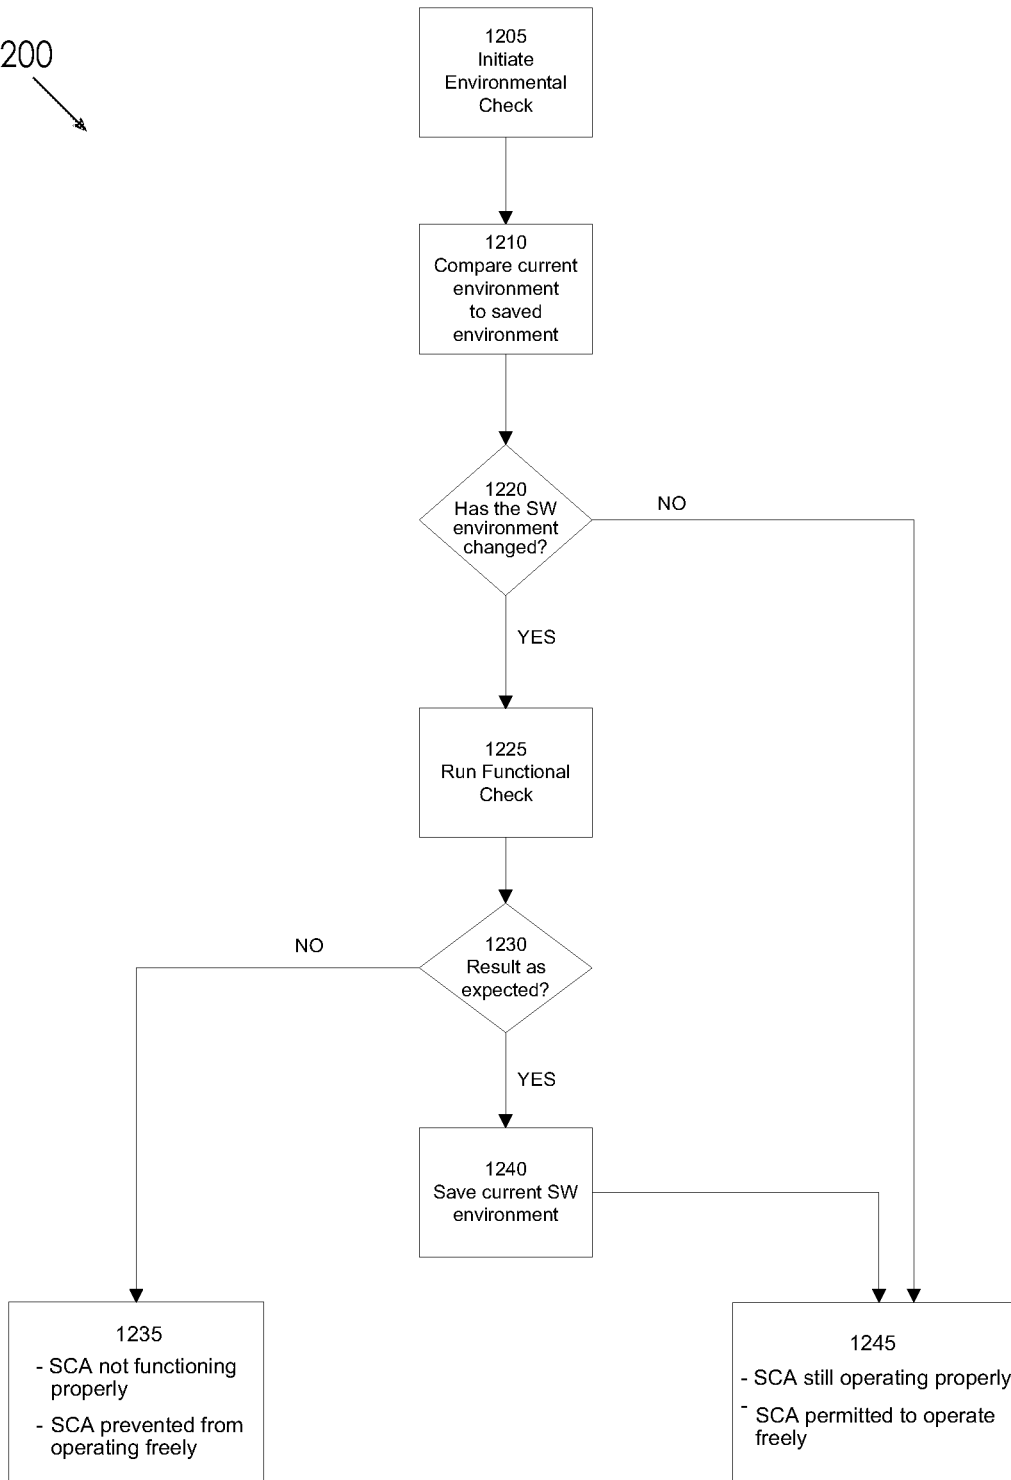 200
1205
Initiate
Environmental
Check
1210
Compare current
environment
to saved
environment
1220
Has the SW
environment
changed?
NO
YES
1225
Run Functional
Check
1230
Result as
expected?
NO
YES
1240
Save current SW
environment
1235
- SCA not functioning
properly
- SCA prevented from
operating freely
1245
- SCA still operating properly
- SCA permitted to operate
freely